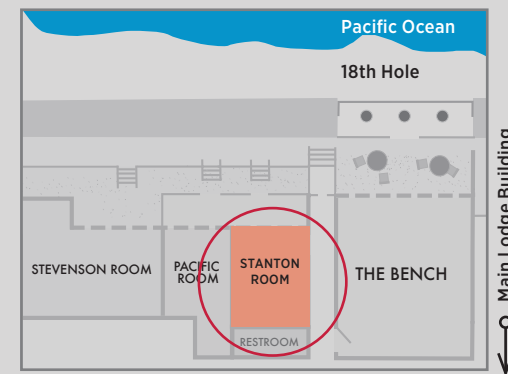 Pacific Ocean
18th Hole
STEVENSON ROOM
PACIFIC
ROOM
STANTON
ROOM
THE BENCH
RESTROOM
Main Lodge Building